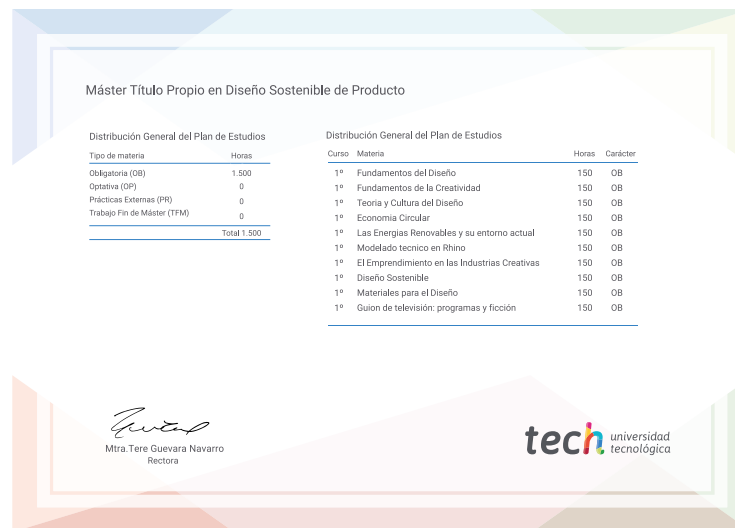 Máster Título Propio en Diseño Sostenible de Producto
Distribución General del Plan de Estudios
Tipo de materia Horas
Obligatoria (OB) 1.500
Optativa (OP) 0
Prácticas Externas (PR) 0
Trabajo Fin de Máster (TFM) 0
Total 1.500
Distribución General del Plan de Estudios
Curso Materia Horas Carácter
1º Fundamentos del Diseño 150 OB
1º Fundamentos de la Creatividad 150 OB
1º Teoria y Cultura del Diseño 150 OB
1º Economia Circular 150 OB
1º Las Energias Renovables y su entorno actual 150 OB
1º Modelado tecnico en Rhino 150 OB
1º El Emprendimiento en las Industrias Creativas 150 OB
1º Diseño Sostenible 150 OB
1º Materiales para el Diseño 150 OB
1º Guion de televisión: programas y ficción 150 OB
Mtra.Tere Guevara Navarro
Rectora
tech universidad
tecnológica